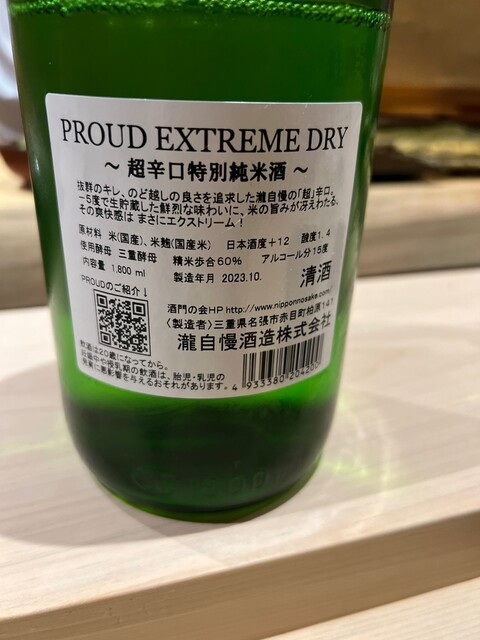 PROUD EXTREME DRY
～ 超辛口特別純米酒 ～
抜群のキレ、のど越しの良さを追求した瀧自慢の「超」辛口。
－5度で生貯蔵した鮮烈な味わいに、米の旨みが冴えわたる。
その爽快感は まさにエクストリーム！
原材料 米(国産)、米麹(国産米) 日本酒度+12 酸度1.4
使用酵母 三重酵母 精米歩合60% アルコール分15度
内容量 1,800 ml 製造年月 2023.10. 清酒
PROUDのご紹介↓
酒門の会HP http://www.nipponnosake.com/
<製造者>三重県名張市赤目町柏原141
瀧自慢酒造株式会社
飲酒は20歳になってから。
妊娠中や授乳期の飲酒は、胎児・乳児の
発育に悪影響を与えるおそれがあります。
4 933380 204200